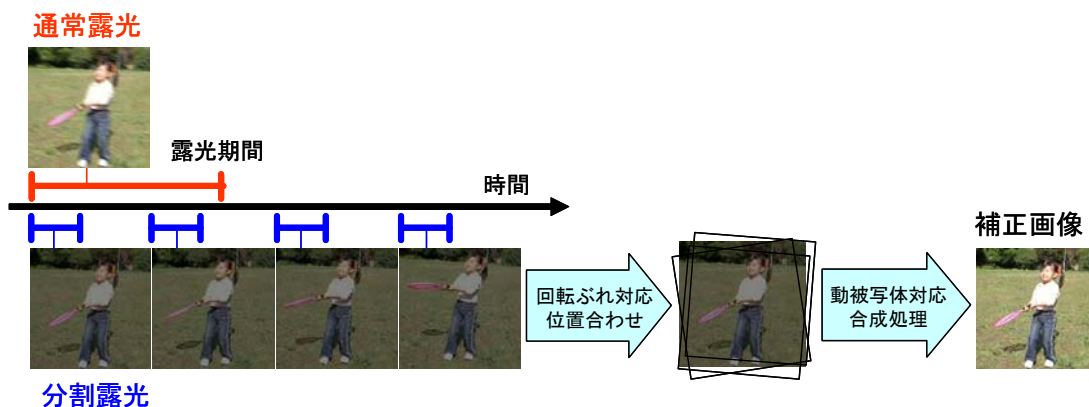 通常露光
露光期間
時間
分割露光
回転ぶれ対応
位置合わせ
動被写体対応
合成処理
補正画像